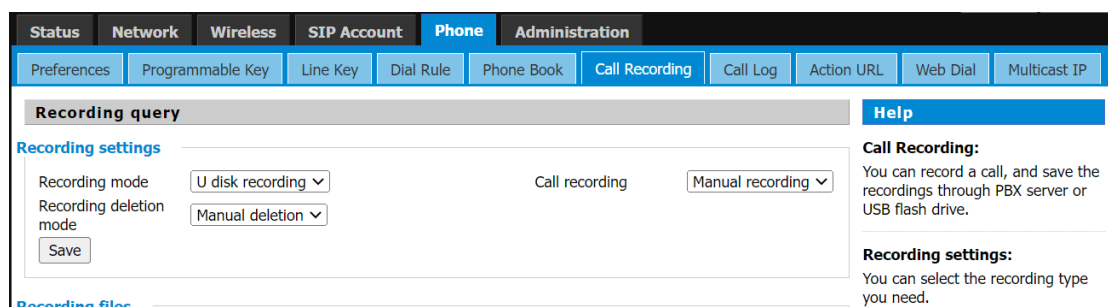 Status Network Wireless SIP Account Phone Administration
Preferences Programmable Key Line Key Dial Rule Phone Book Call Recording Call Log Action URL Web Dial Multicast IP
Recording query
Recording settings
Recording mode U disk recording Call recording Manual recording
Recording deletion
mode Manual deletion
Save
Recording files
Help
Call Recording:
You can record a call, and save the
recordings through PBX server or
USB flash drive.
Recording settings:
You can select the recording type
you need.